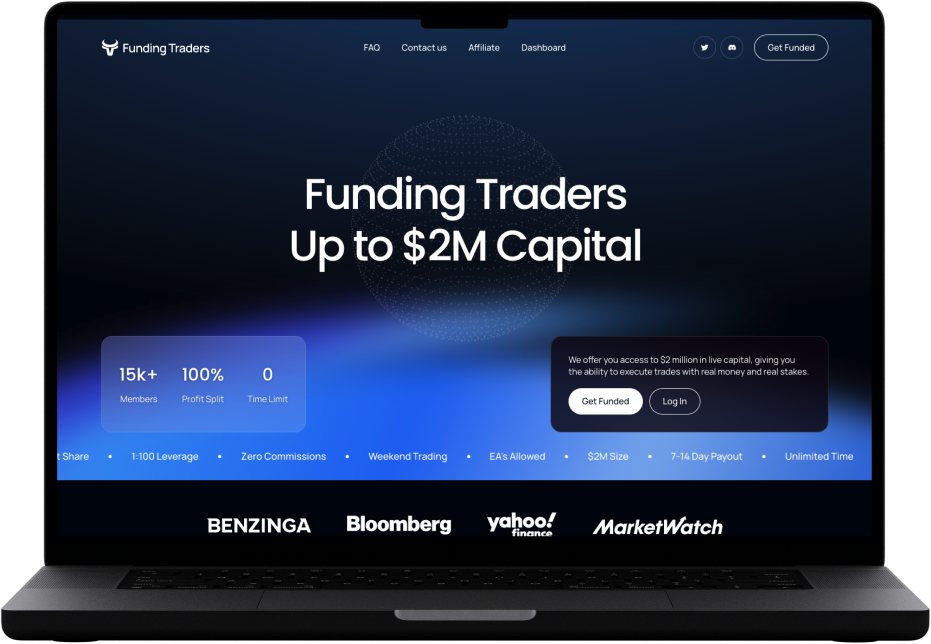 Funding Traders
FAQ
Contact us
Affiliate
Dashboard
Get Funded
Funding Traders
Up to $2M Capital
15k+
Members
100%
Profit Split
0
Time Limit
We offer you access to $2 million in live capital, giving you
the ability to execute trades with real money and real stakes.
Get Funded
Log In
t Share • 1:100 Leverage • Zero Commissions • Weekend Trading • EA's Allowed • $2M Size • 7-14 Day Payout • Unlimited Time
BENZINGA
Bloomberg
yahoo!
finance
MarketWatch